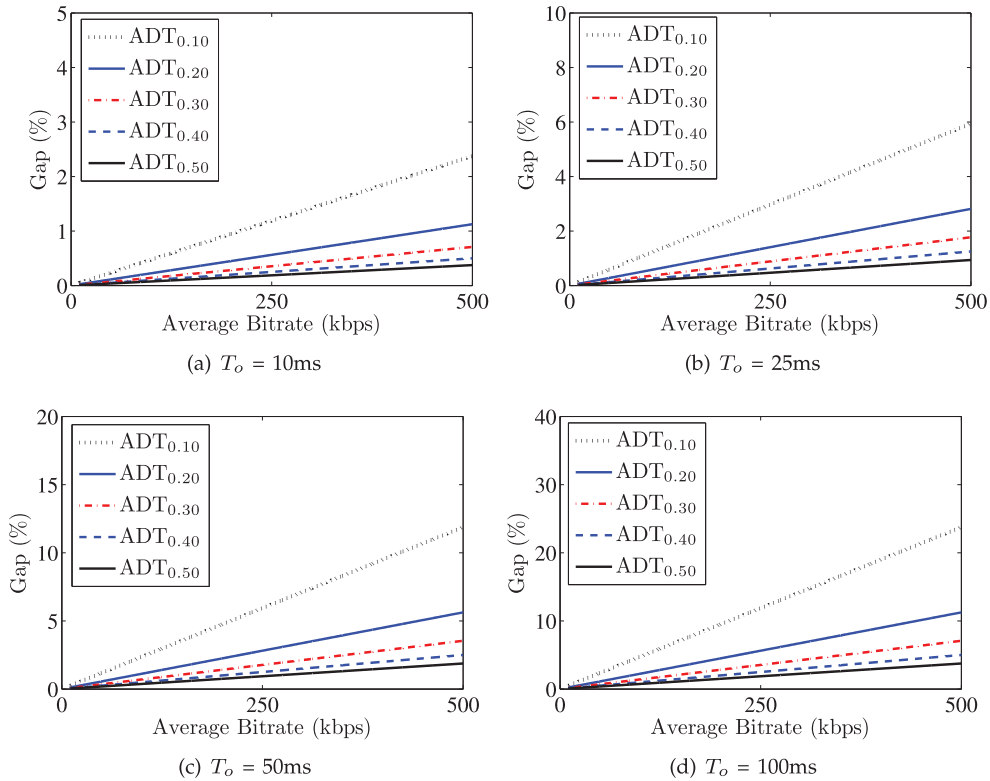 5
4
3
2
1
0
Gap (%)
ADT0.10
ADT0.20
ADT0.30
ADT0.40
ADT0.50
0 250 500
Average Bitrate (kbps)
(a) To = 10ms
10
8
6
4
2
0
Gap (%)
ADT0.10
ADT0.20
ADT0.30
ADT0.40
ADT0.50
0 250 500
Average Bitrate (kbps)
(b) To = 25ms
20
15
10
5
0
Gap (%)
ADT0.10
ADT0.20
ADT0.30
ADT0.40
ADT0.50
0 250 500
Average Bitrate (kbps)
(c) To = 50ms
40
30
20
10
0
Gap (%)
ADT0.10
ADT0.20
ADT0.30
ADT0.40
ADT0.50
0 250 500
Average Bitrate (kbps)
(d) To = 100ms